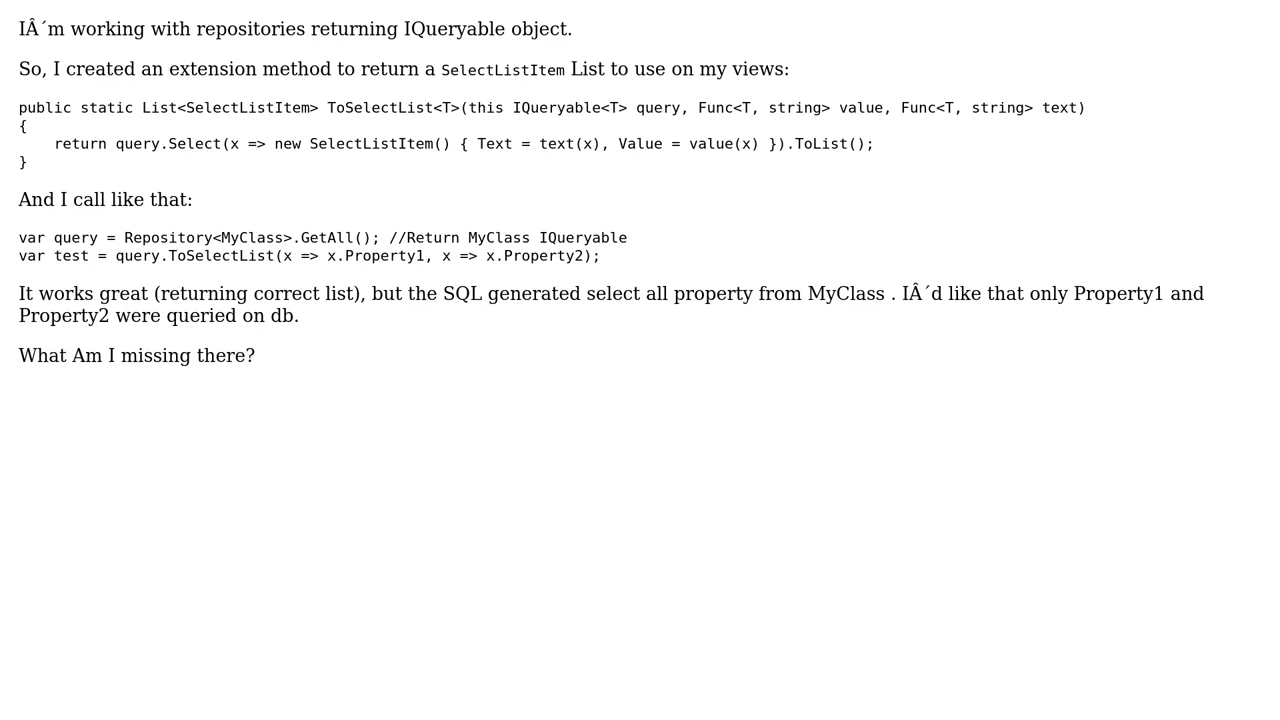 IÂ´m working with repositories returning IQueryable object.
So, I created an extension method to return a SelectListItem List to use on my views:
public static List<SelectListItem> ToSelectList<T>(this IQueryable<T> query, Func<T, string> value, Func<T, string> text)
{
    return query.Select(x => new SelectListItem() { Text = text(x), Value = value(x) }).ToList();
}
And I call like that:
var query = Repository<MyClass>.GetAll(); //Return MyClass IQueryable
var test = query.ToSelectList(x => x.Property1, x => x.Property2);
It works great (returning correct list), but the SQL generated select all property from MyClass . IÂ´d like that only Property1 and
Property2 were queried on db.
What Am I missing there?